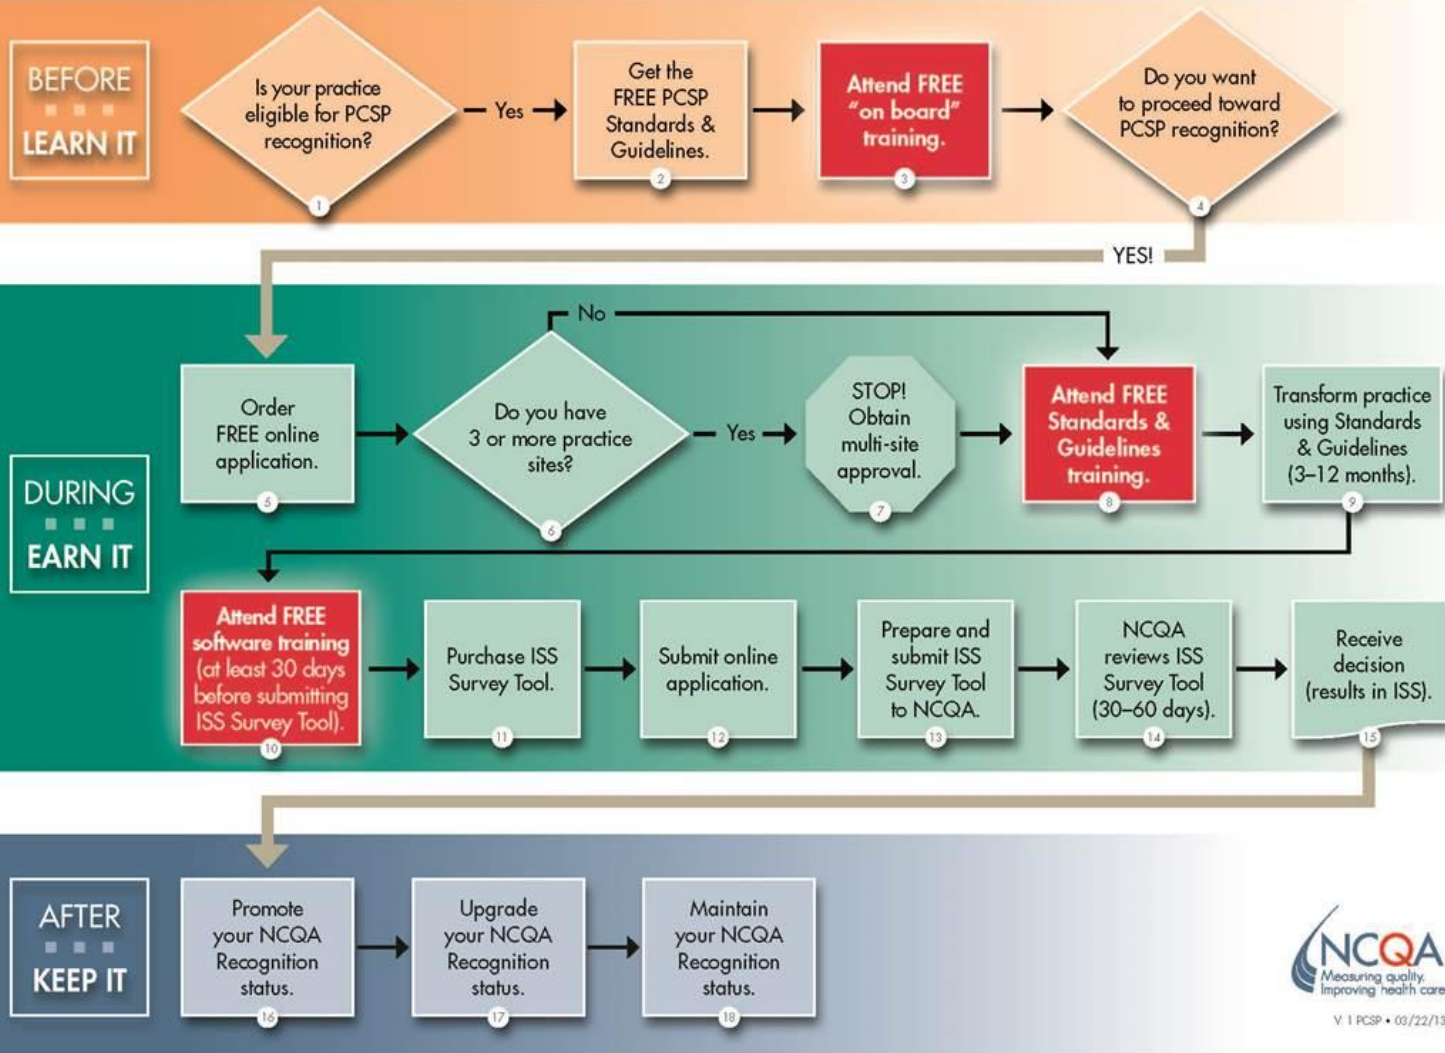 BEFORE
LEARN IT
Is your practice
eligible for PCSP
recognition?
1
Yes
Get the
FREE PCSP
Standards &
Guidelines.
2
Attend FREE
“on board”
training.
3
Do you want
to proceed toward
PCSP recognition?
4
YES!
DURING
EARN IT
Order
FREE online
application.
5
Do you have
3 or more practice
sites?
6
No
Yes
STOP!
Obtain
multi-site
approval.
7
Attend FREE
Standards &
Guidelines
training.
8
Transform practice
using Standards
& Guidelines
(3–12 months).
9
Attend FREE
software training
(at least 30 days
before submitting
ISS Survey Tool).
10
Purchase ISS
Survey Tool.
11
Submit online
application.
12
Prepare and
submit ISS
Survey Tool
to NCQA.
13
NCQA
reviews ISS
Survey Tool
(30–60 days).
14
Receive
decision
(results in ISS).
15
AFTER
KEEP IT
Promote
your NCQA
Recognition
status.
16
Upgrade
your NCQA
Recognition
status.
17
Maintain
your NCQA
Recognition
status.
18
NCQA
Measuring quality.
Improving health care.
V. 1 PCSP • 03/22/13